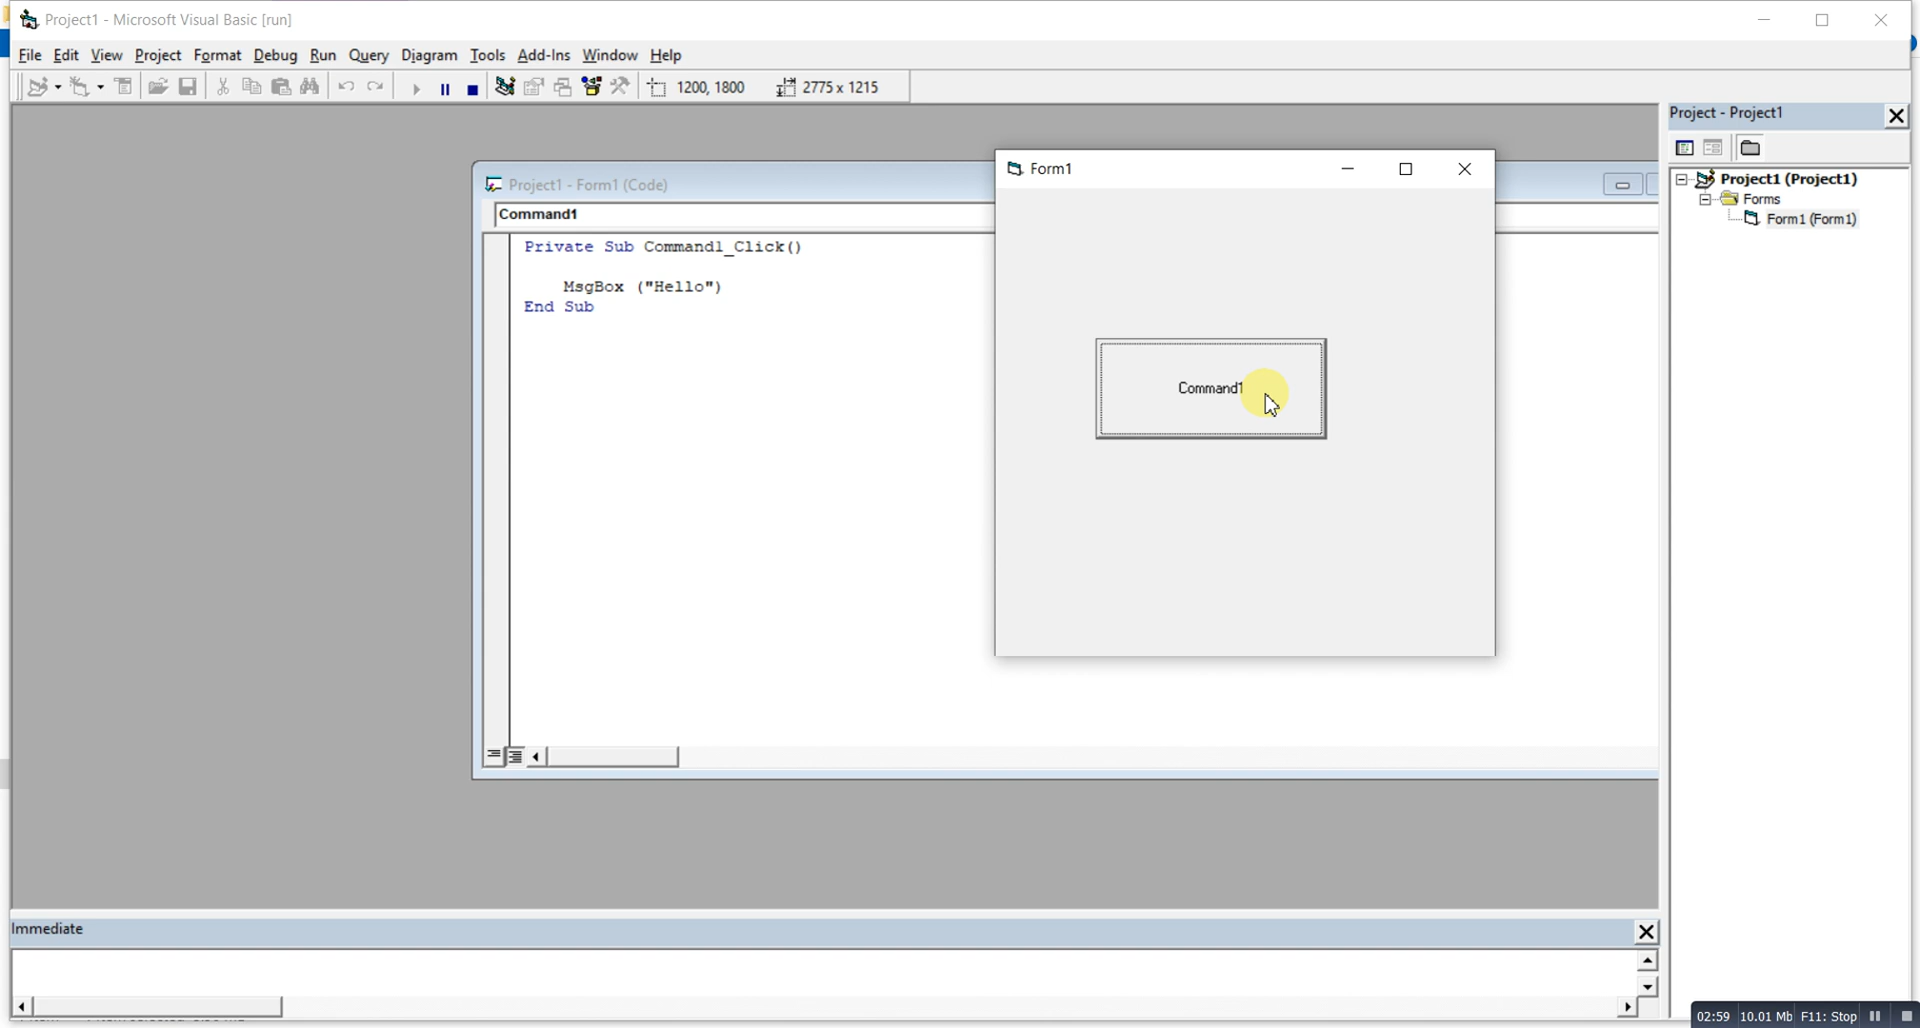 Project1 - Microsoft Visual Basic [run]
File Edit View Project Format Debug Run Query Diagram Tools Add-Ins Window Help
1200, 1800 2775 x 1215
Project - Project1
Project1 (Project1)
Forms
Form1 (Form1)
Project1 - Form1 (Code)
Command1
Private Sub Command1_Click()
MsgBox ("Hello")
End Sub
Form1
Command1
Immediate
02:59 10.01 Mb F11: Stop